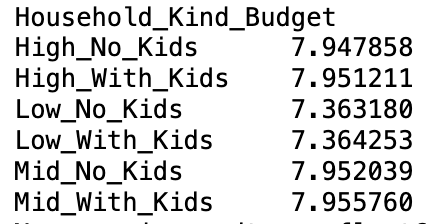 Household_Kind_Budget
High_No_Kids 7.947858
High_With_Kids 7.951211
Low_No_Kids 7.363180
Low_With_Kids 7.364253
Mid_No_Kids 7.952039
Mid_With_Kids 7.955760